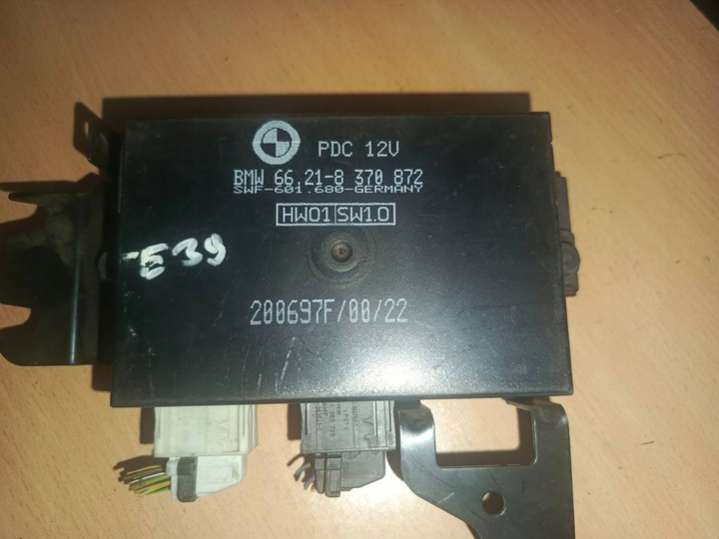 PDC 12V
BMW 66.21-8 370 872
SWF-601.680-GERMANY
HW01 SW1.0
E39
200697F/00/22